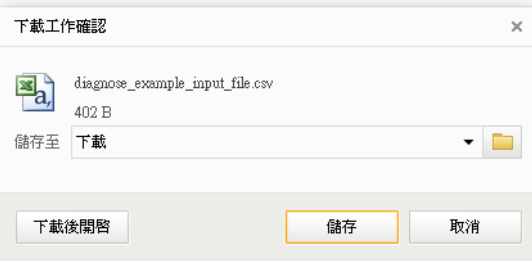 下載工作確認
diagnose_example_input_file.csv
402 B
儲存至 下載
下載後開啓 儲存 取消